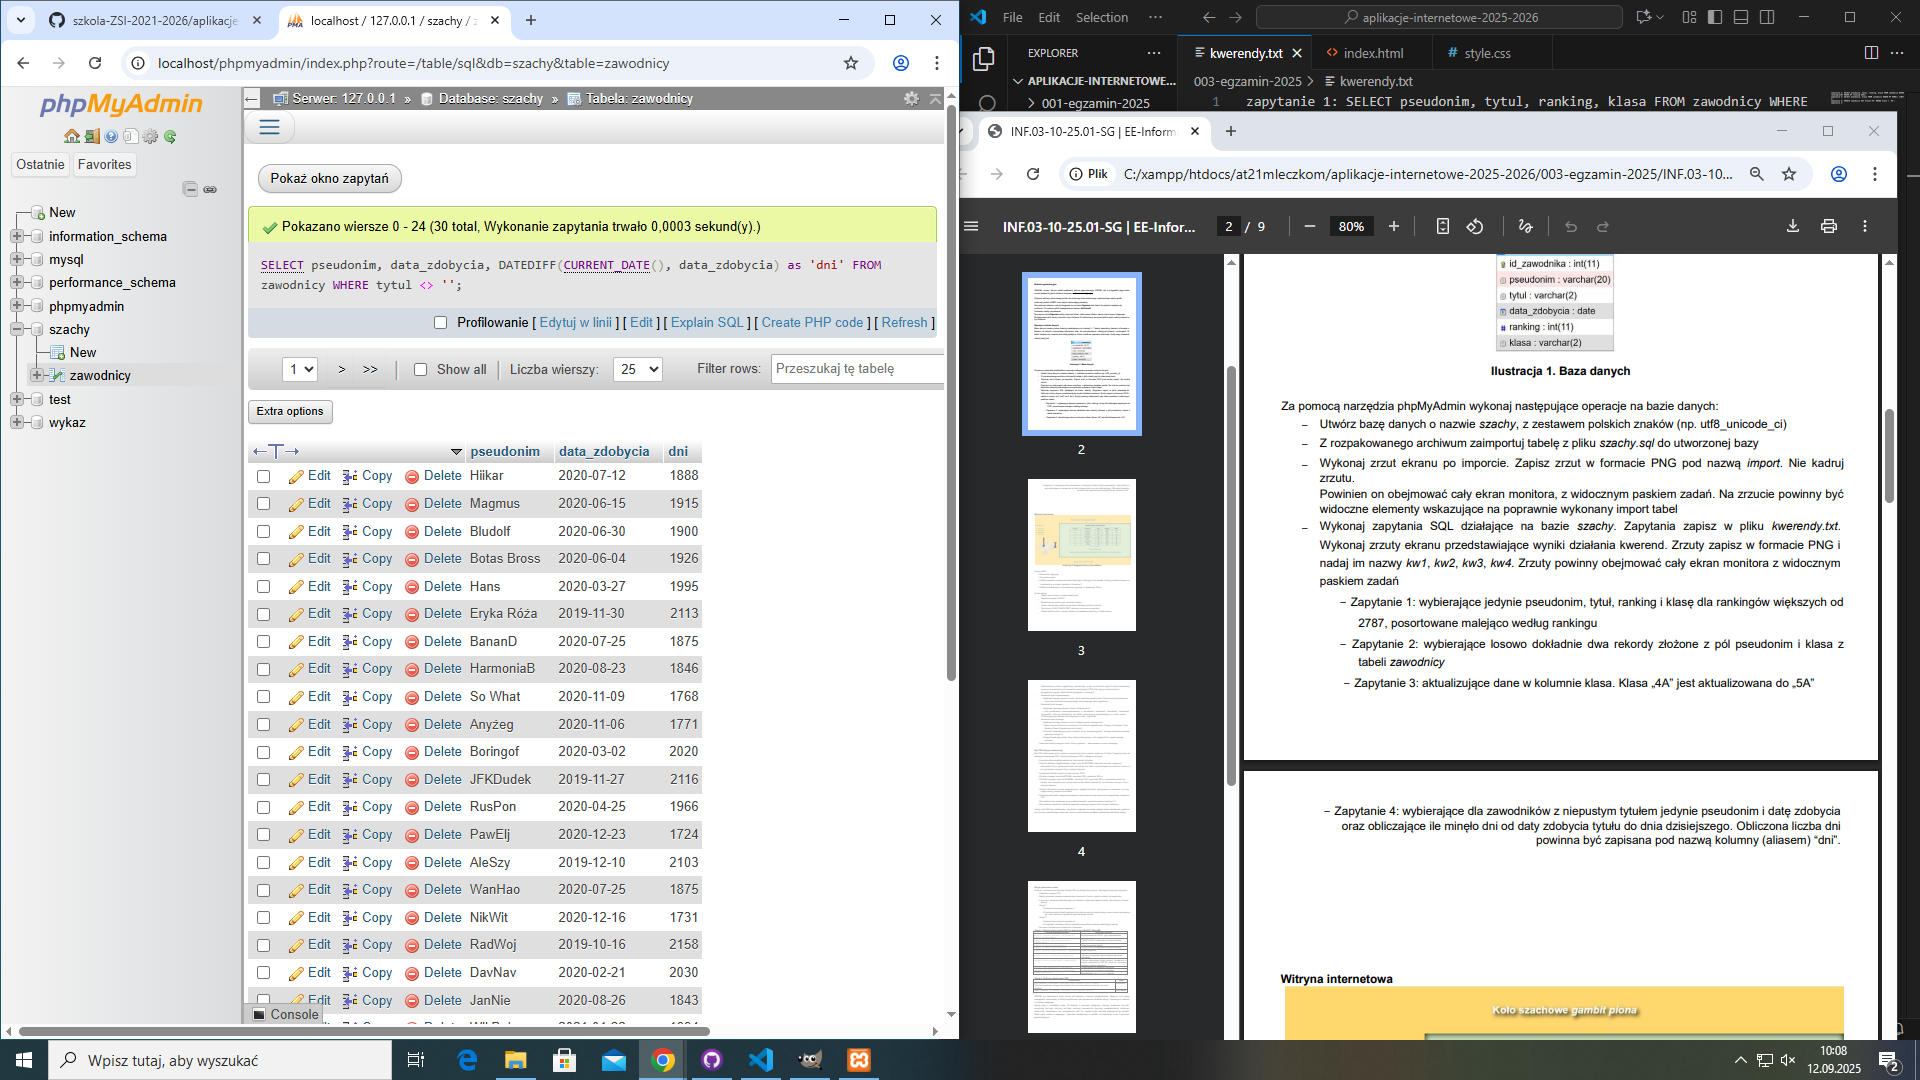 szkola-ZSI-2021-2026/aplikacje
localhost / 127.0.0.1 / szachy / z
localhost/phpmyadmin/index.php?route=/table/sql&db=szachy&table=zawodnicy
phpMyAdmin
Ostatnie
Favorites
New
information_schema
mysql
performance_schema
phpmyadmin
szachy
New
zawodnicy
test
wykaz
Serwer: 127.0.0.1 » Database: szachy » Tabela: zawodnicy
Pokaż okno zapytań
Pokazano wiersze 0 - 24 (30 total, Wykonanie zapytania trwało 0,0003 sekund(y).)
SELECT pseudonim, data_zdobycia, DATEDIFF(CURRENT_DATE(), data_zdobycia) as 'dni' FROM
zawodnicy WHERE tytul <> '';
Profilowanie [ Edytuj w linii ] [ Edit ] [ Explain SQL ] [ Create PHP code ] [ Refresh ]
1 > >> Show all Liczba wierszy: 25 Filter rows: Przeszukaj tę tabelę
Extra options
pseudonim data_zdobycia dni
Edit Copy Delete Hiikar 2020-07-12 1888
Edit Copy Delete Magmus 2020-06-15 1915
Edit Copy Delete Bludolf 2020-06-30 1900
Edit Copy Delete Botas Bross 2020-06-04 1926
Edit Copy Delete Hans 2020-03-27 1995
Edit Copy Delete Eryka Róża 2019-11-30 2113
Edit Copy Delete BananD 2020-07-25 1875
Edit Copy Delete HarmoniaB 2020-08-23 1846
Edit Copy Delete So What 2020-11-09 1768
Edit Copy Delete Anyżeg 2020-11-06 1771
Edit Copy Delete Boringof 2020-03-02 2020
Edit Copy Delete JFKDudek 2019-11-27 2116
Edit Copy Delete RusPon 2020-04-25 1966
Edit Copy Delete PawElj 2020-12-23 1724
Edit Copy Delete AleSzy 2019-12-10 2103
Edit Copy Delete WanHao 2020-07-25 1875
Edit Copy Delete NikWit 2020-12-16 1731
Edit Copy Delete RadWoj 2019-10-16 2158
Edit Copy Delete DavNav 2020-02-21 2030
Edit Copy Delete JanNie 2020-08-26 1843
Console
File Edit Selection
aplikacje-internetowe-2025-2026
EXPLORER
kwerendy.txt
index.html
style.css
APLIKACJE-INTERNETOWE...
003-egzamin-2025 > kwerendy.txt
001-egzamin-2025
1 zapytanie 1: SELECT pseudonim, tytul, ranking, klasa FROM zawodnicy WHERE
INF.03-10-25.01-SG | EE-Inform
Plik
C:/xampp/htdocs/at21mleczkom/aplikacje-internetowe-2025-2026/003-egzamin-2025/INF.03-10...
INF.03-10-25.01-SG | EE-Infor...
2 / 9
80%
2
3
4
id_zawodnika : int(11)
pseudonim : varchar(20)
tytul : varchar(2)
data_zdobycia : date
ranking : int(11)
klasa : varchar(2)
Ilustracja 1. Baza danych
Za pomocą narzędzia phpMyAdmin wykonaj następujące operacje na bazie danych:
– Utwórz bazę danych o nazwie szachy, z zestawem polskich znaków (np. utf8_unicode_ci)
– Z rozpakowanego archiwum zaimportuj tabelę z pliku szachy.sql do utworzonej bazy
– Wykonaj zrzut ekranu po imporcie. Zapisz zrzut w formacie PNG pod nazwą import. Nie kadruj
zrzutu.
Powinien on obejmować cały ekran monitora, z widocznym paskiem zadań. Na zrzucie powinny być
widoczne elementy wskazujące na poprawnie wykonany import tabel
– Wykonaj zapytania SQL działające na bazie szachy. Zapytania zapisz w pliku kwerendy.txt.
Wykonaj zrzuty ekranu przedstawiające wyniki działania kwerend. Zrzuty zapisz w formacie PNG i
nadaj im nazwy kw1, kw2, kw3, kw4. Zrzuty powinny obejmować cały ekran monitora z widocznym
paskiem zadań
– Zapytanie 1: wybierające jedynie pseudonim, tytuł, ranking i klasę dla rankingów większych od
2787, posortowane malejąco według rankingu
– Zapytanie 2: wybierające losowo dokładnie dwa rekordy złożone z pól pseudonim i klasa z
tabeli zawodnicy
– Zapytanie 3: aktualizujące dane w kolumnie klasa. Klasa „4A” jest aktualizowana do „5A”
– Zapytanie 4: wybierające dla zawodników z niepustym tytułem jedynie pseudonim i datę zdobycia
oraz obliczające ile minęło dni od daty zdobycia tytułu do dnia dzisiejszego. Obliczona liczba dni
powinna być zapisana pod nazwą kolumny (aliasem) “dni”.
Witryna internetowa
Koło szachowe gambit piona
Wpisz tutaj, aby wyszukać
10:08
12.09.2025
2